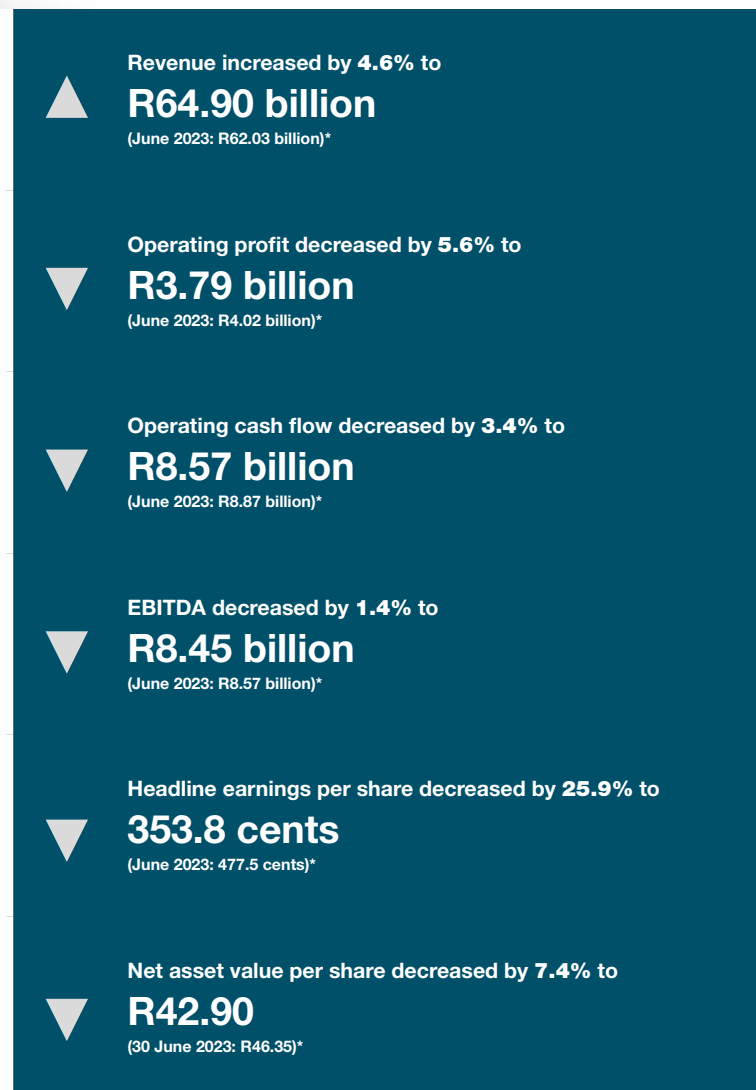 Revenue increased by 4.6% to
R64.90 billion
(June 2023: R62.03 billion)*
Operating profit decreased by 5.6% to
R3.79 billion
(June 2023: R4.02 billion)*
Operating cash flow decreased by 3.4% to
R8.57 billion
(June 2023: R8.87 billion)*
EBITDA decreased by 1.4% to
R8.45 billion
(June 2023: R8.57 billion)*
Headline earnings per share decreased by 25.9% to
353.8 cents
(June 2023: 477.5 cents)*
Net asset value per share decreased by 7.4% to
R42.90
(30 June 2023: R46.35)*